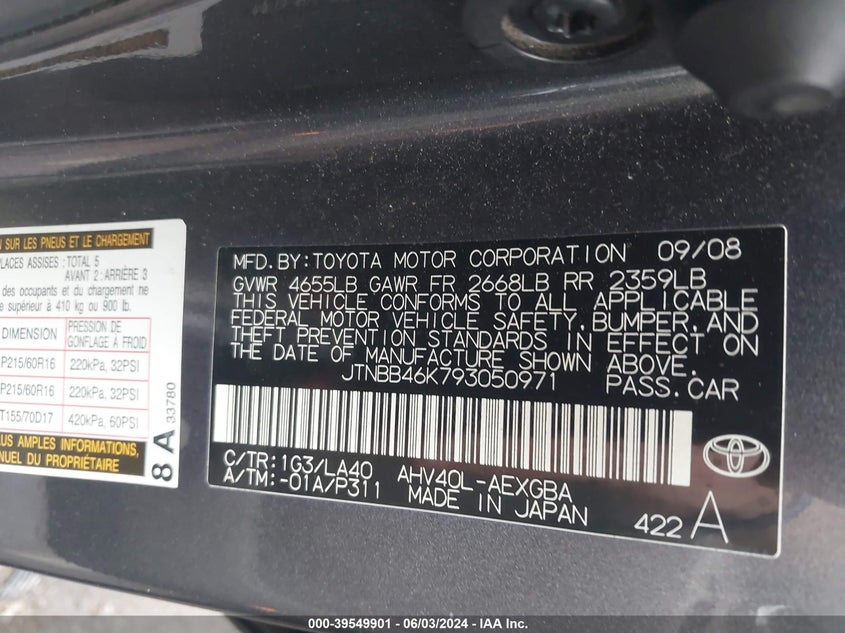 N SUR LES PNEUS ET LE CHARGEMENT
PLACES ASSISES : TOTAL 5
AVANT 2 : ARRIÈRE 3
des occupants et du chargement ne
e supérieur à 410 kg ou 900 lb.
DIMENSION PRESSION DE GONFLAGE À FROID
P215/60R16 220kPa, 32PSI
P215/60R16 220kPa, 32PSI
T155/70D17 420kPa, 60PSI
US AMPLES INFORMATIONS,
NUEL DU PROPRIÉTAIRE
8 A 33780
MFD. BY: TOYOTA MOTOR CORPORATION 09/08
GVWR 4655LB GAWR FR 2668LB RR 2359LB
THIS VEHICLE CONFORMS TO ALL APPLICABLE
FEDERAL MOTOR VEHICLE SAFETY, BUMPER, AND
THEFT PREVENTION STANDARDS IN EFFECT ON
THE DATE OF MANUFACTURE SHOWN ABOVE.
JTNBB46K793050971 PASS. CAR
C/TR: 1G3/LA40 AHV40L-AEXGBA
A/TM: -01A/P311 MADE IN JAPAN
422 A
000-39549901 - 06/03/2024 - IAA Inc.